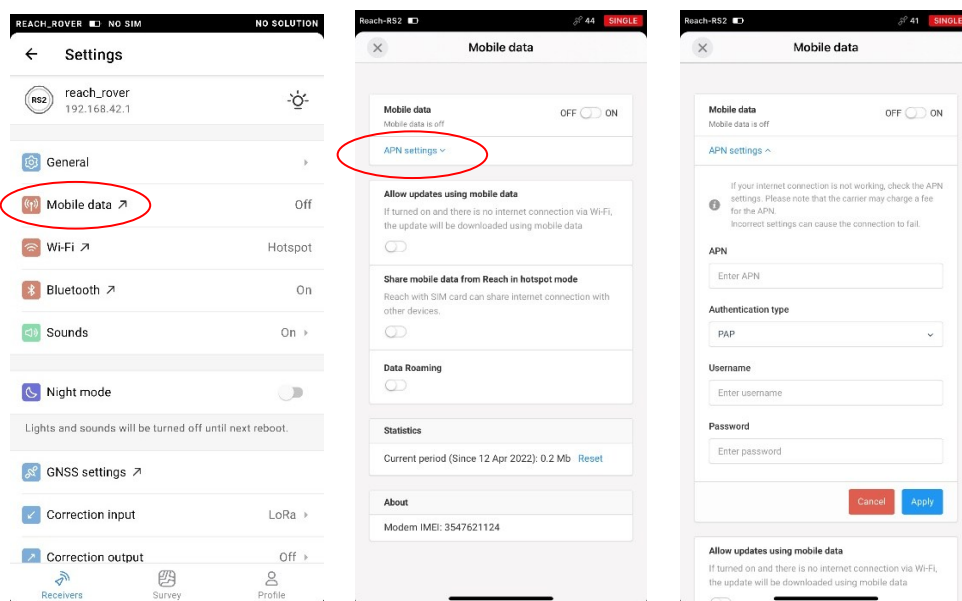 REACH_ROVER NO SIM NO SOLUTION
Settings
RS2
reach_rover
192.168.42.1
General
Mobile data Off
Wi-Fi Hotspot
Bluetooth On
Sounds On
Night mode
Lights and sounds will be turned off until next reboot.
GNSS settings
Correction input LoRa
Correction output Off
Receivers Survey Profile
Reach-RS2 44 SINGLE
Mobile data
Mobile data OFF ON
Mobile data is off
APN settings
Allow updates using mobile data
If turned on and there is no internet connection via Wi-Fi,
the update will be downloaded using mobile data
Share mobile data from Reach in hotspot mode
Reach with SIM card can share internet connection with
other devices.
Data Roaming
Statistics
Current period (Since 12 Apr 2022): 0.2 Mb Reset
About
Modem IMEI: 3547621124
Reach-RS2 41 SINGLE
Mobile data
Mobile data OFF ON
Mobile data is off
APN settings
If your internet connection is not working, check the APN
settings. Please note that the carrier may charge a fee
for the APN.
Incorrect settings can cause the connection to fail.
APN
Enter APN
Authentication type
PAP
Username
Enter username
Password
Enter password
Cancel Apply
Allow updates using mobile data
If turned on and there is no internet connection via Wi-Fi,
the update will be downloaded using mobile data